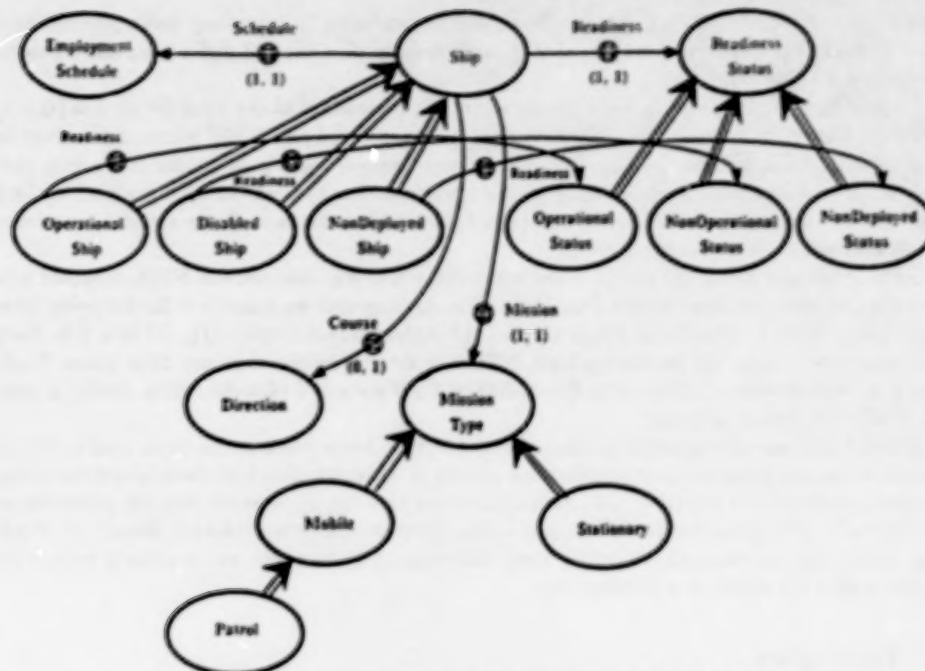 Schedule
Readiness
Employment
Schedule
Ship
Readiness
Status
(1, 1)
(1, 1)
Readiness
Readiness
Readiness
Operational
Ship
Disabled
Ship
NonDeployed
Ship
Operational
Status
NonOperational
Status
NonDeployed
Status
Course
Mission
(1, 1)
(0, 1)
Direction
Mission
Type
Mobile
Stationary
Patrol